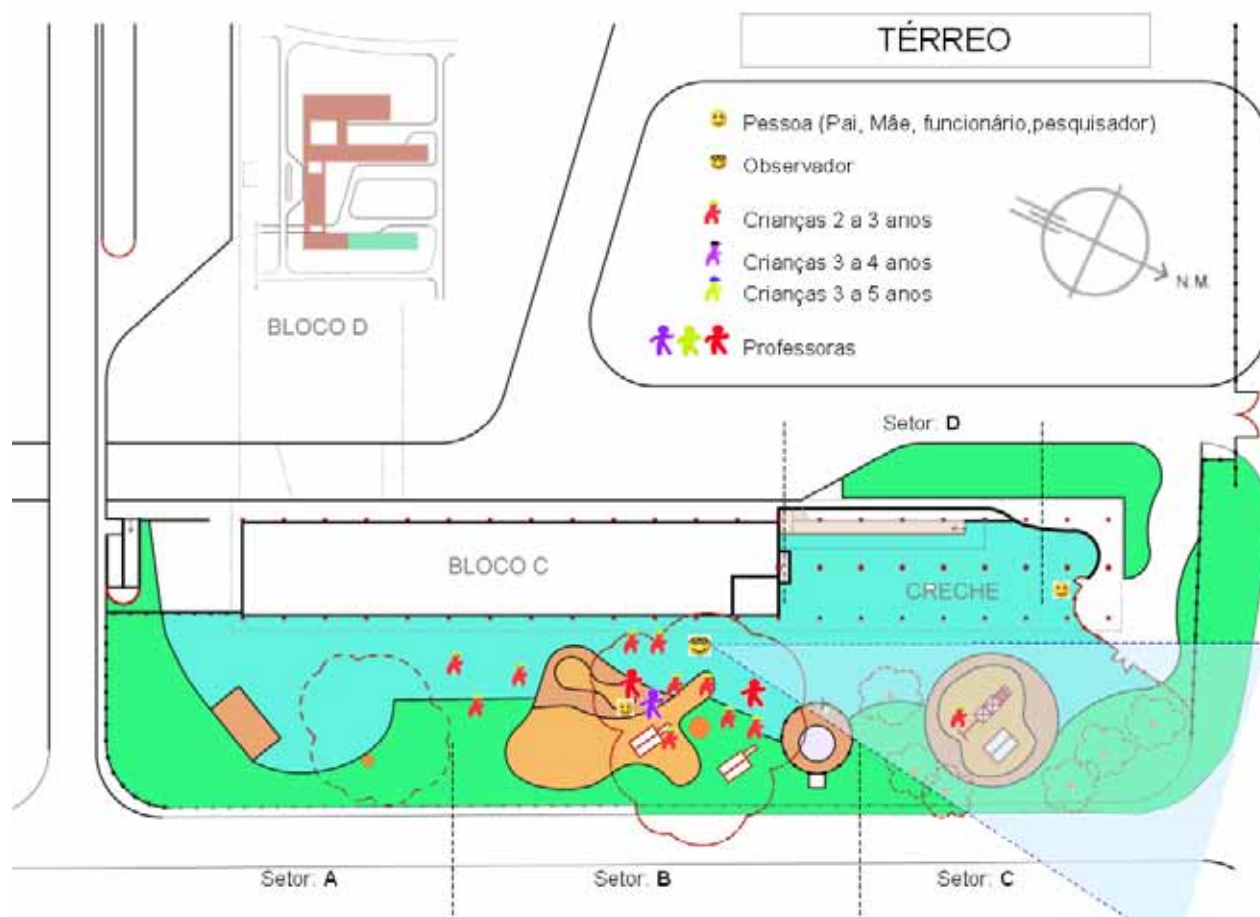 TÉRREO
Pessoa (Pai, Mãe, funcionário,pesquisador)
Observador
Crianças 2 a 3 anos
Crianças 3 a 4 anos
Crianças 3 a 5 anos
Professoras
N.M.
BLOCO D
Setor: D
BLOCO C
CRECHE
Setor: A
Setor: B
Setor: C